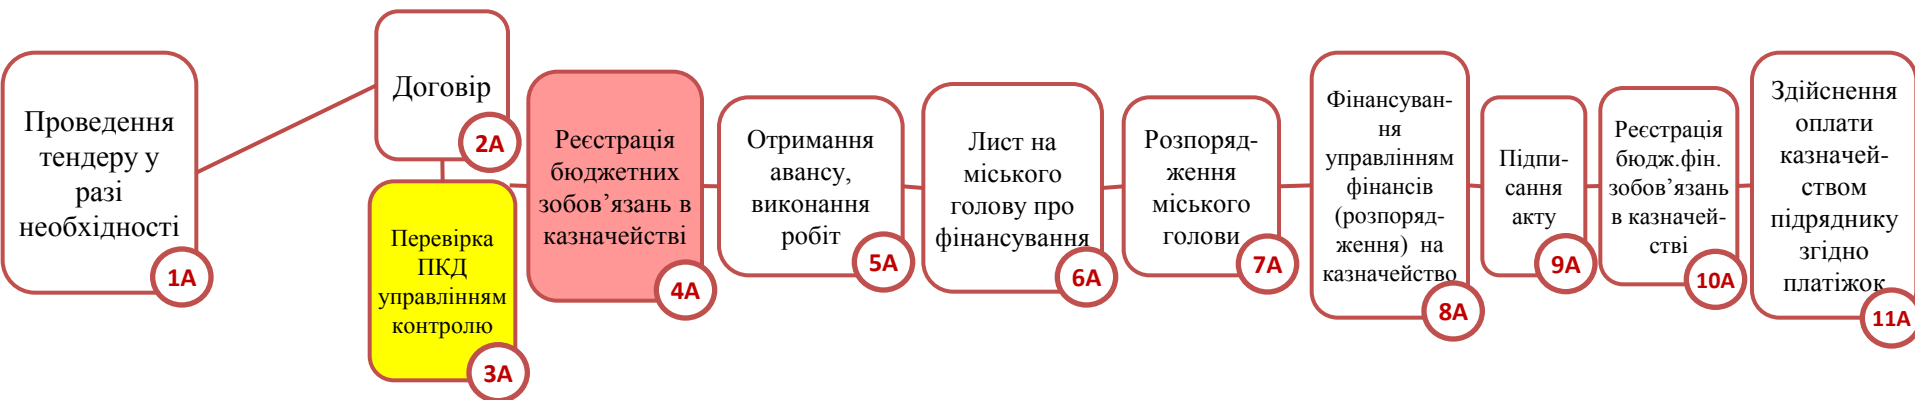 Проведення
тендеру у
разі
необхідності
1А
Договір
2А
Перевірка
ПКД
управлінням
контролю
3А
Реєстрація
бюджетних
зобов’язань в
казначействі
4А
Отримання
авансу,
виконання
робіт
5А
Лист на
міського
голову про
фінансування
6А
Розпоряд-
ження
міського
голови
7А
Фінансуван-
ня
управлінням
фінансів
(розпоряд-
ження) на
казначейство
8А
Підпи-
сання
акту
9А
Реєстрація
бюдж.фін.
зобов’язань
в казначей-
стві
10А
Здійснення
оплати
казначей-
ством
підряднику
згідно
платіжок
11А